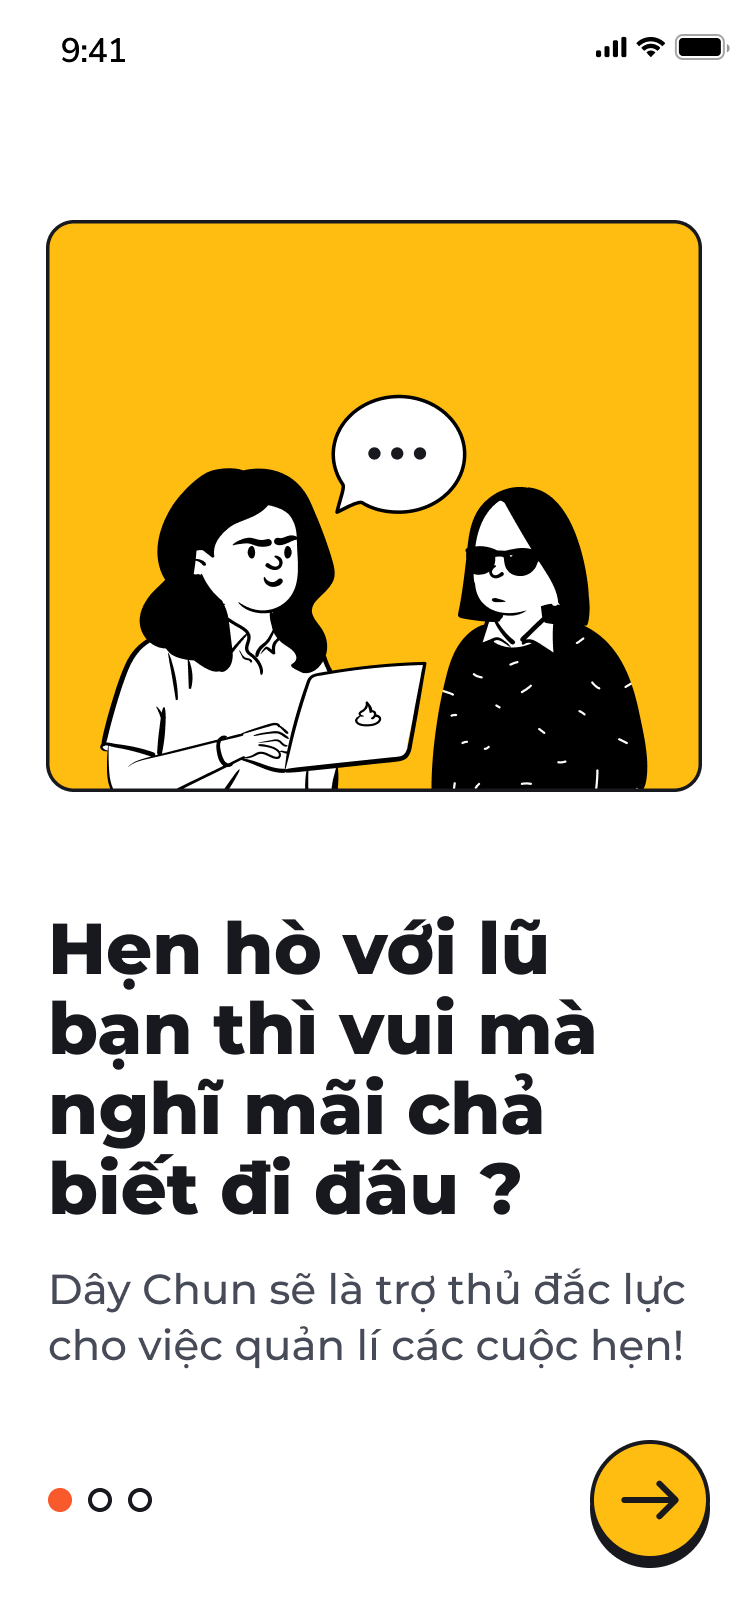 9:41
Hẹn hò với lũ
bạn thì vui mà
nghĩ mãi chả
biết đi đâu ?
Dây Chun sẽ là trợ thủ đắc lực
cho việc quản lí các cuộc hẹn!